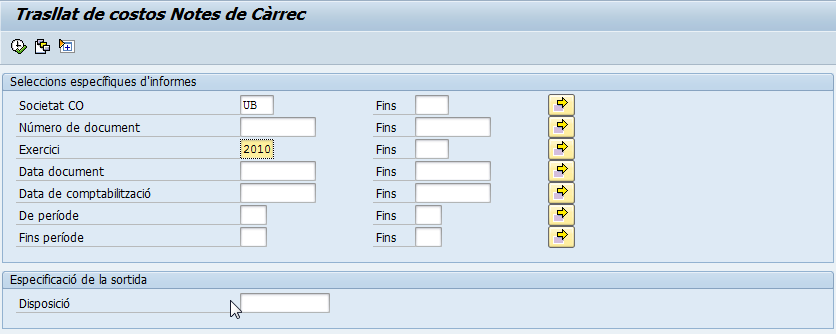 Trasllat de costos Notes de Càrrec
Seleccions específiques d'informes
Societat CO UB Fins
Número de document Fins
Exercici 2010 Fins
Data document Fins
Data de comptabilització Fins
De període Fins
Fins període Fins
Especificació de la sortida
Disposició